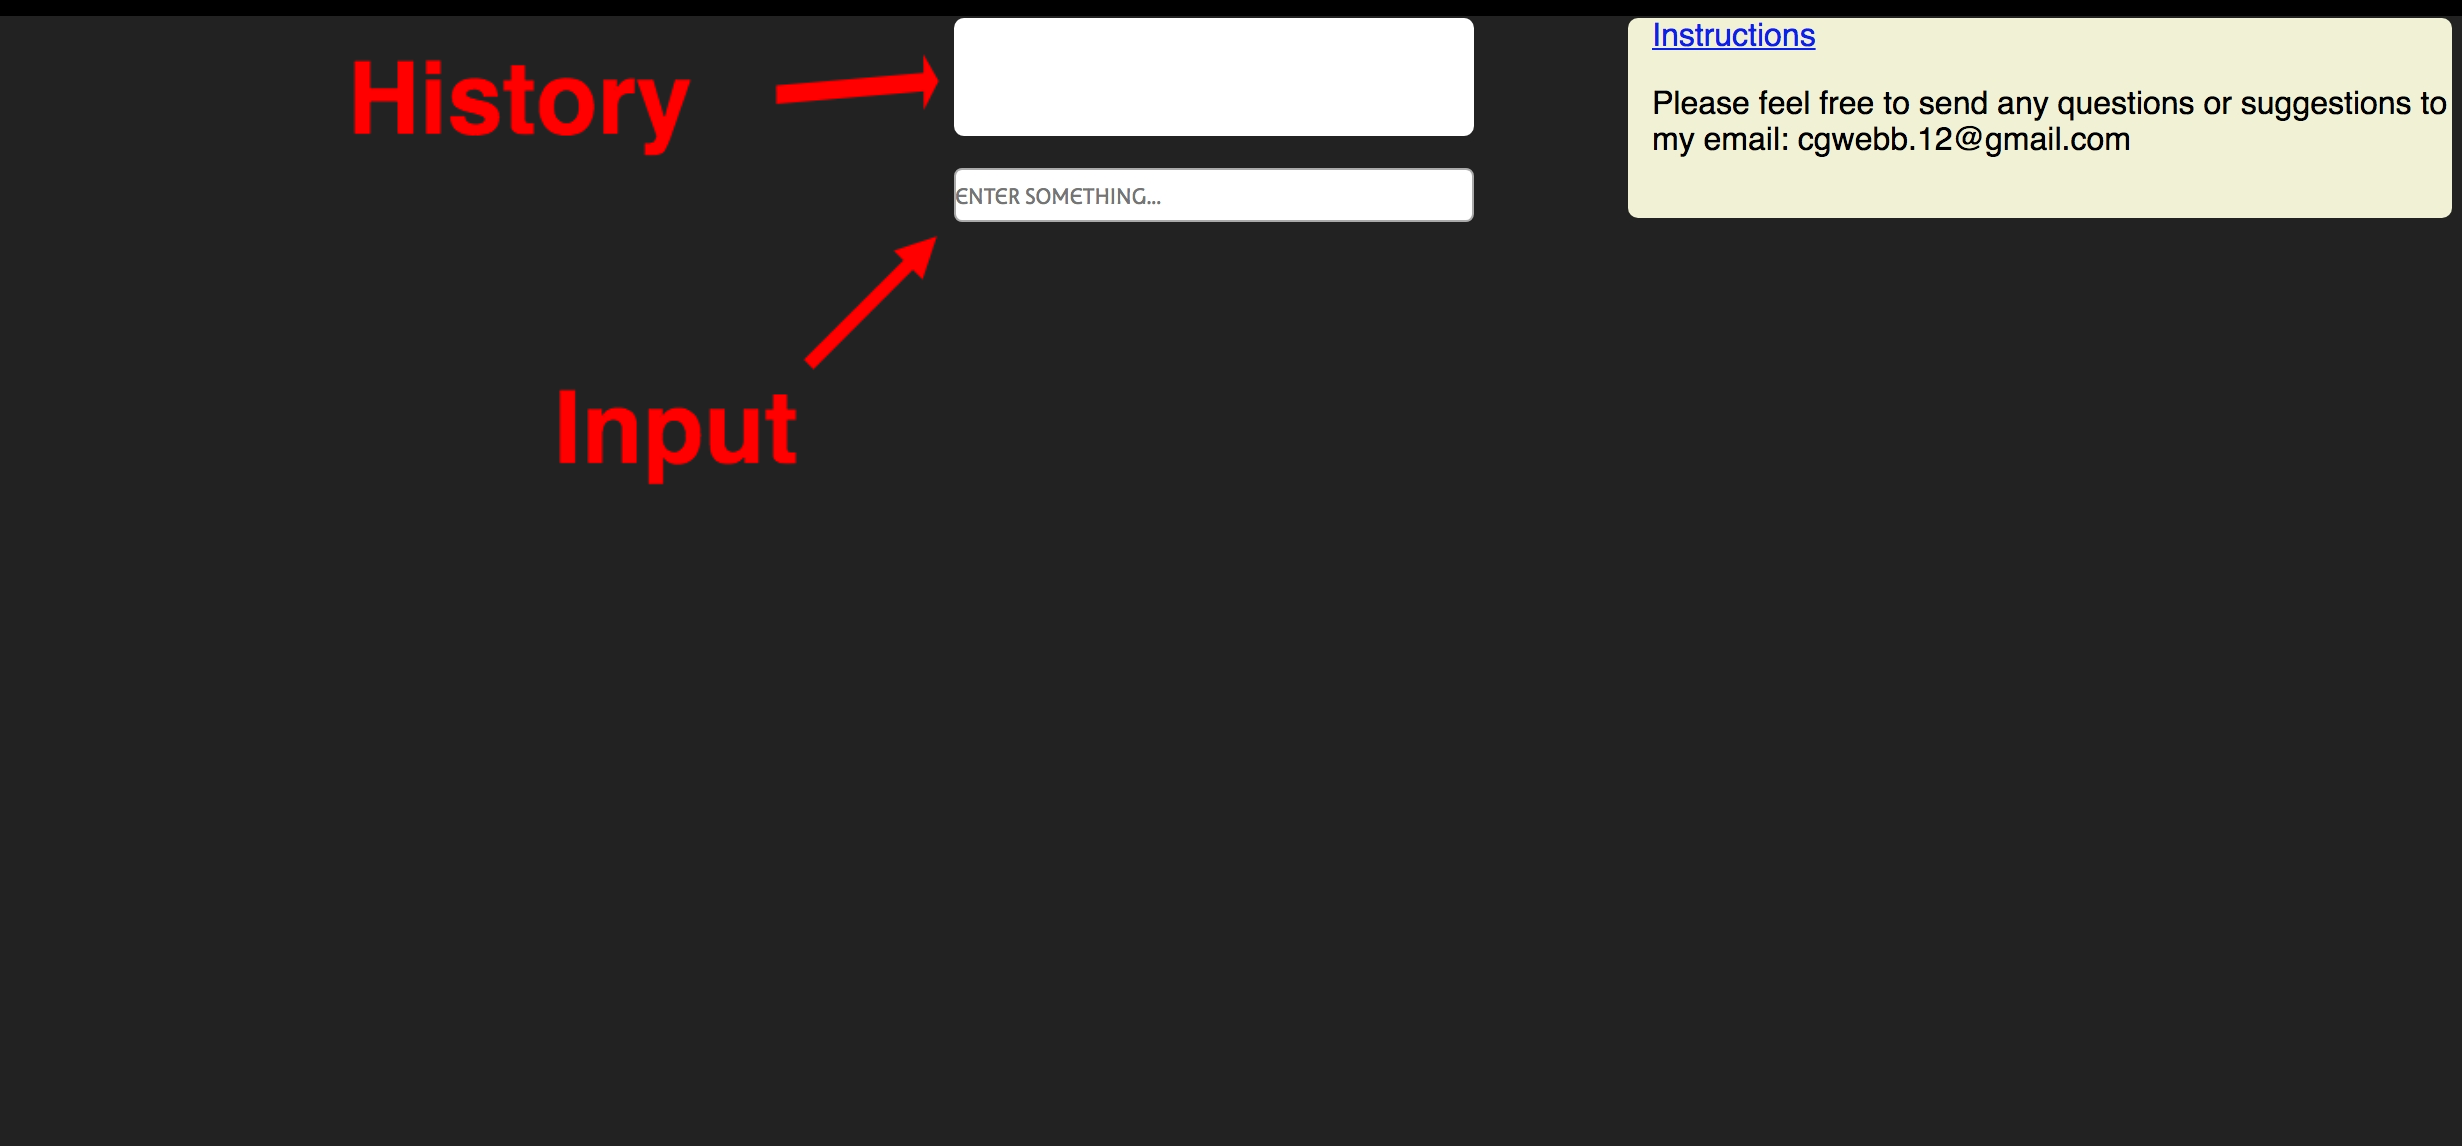 History
ENTER SOMETHING...
Input
Instructions
Please feel free to send any questions or suggestions to
my email: cgwebb.12@gmail.com